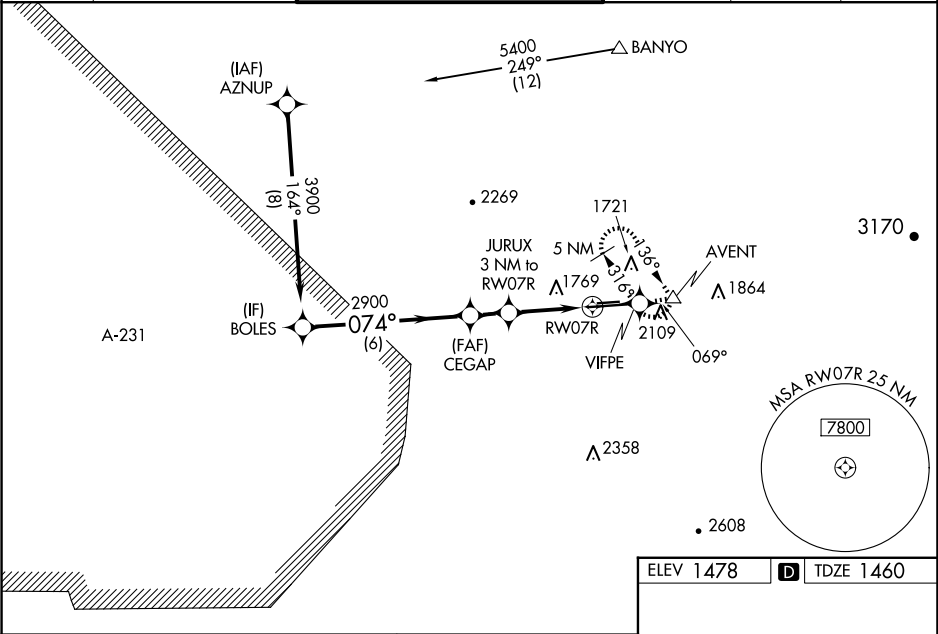 5400
249°
(12)
BANYO
(IAF)
AZNUP
3900
164°
(8)
2269
1721
3170
JURUX
3 NM to
RW07R
5 NM
136°
316°
AVENT
1769
1864
(IF)
BOLES
2900
074°
(6)
RW07R
2109
A-231
(FAF)
CEGAP
VIFPE
069°
MSA RW07R 25 NM
7800
2358
2608
ELEV 1478 D TDZE 1460